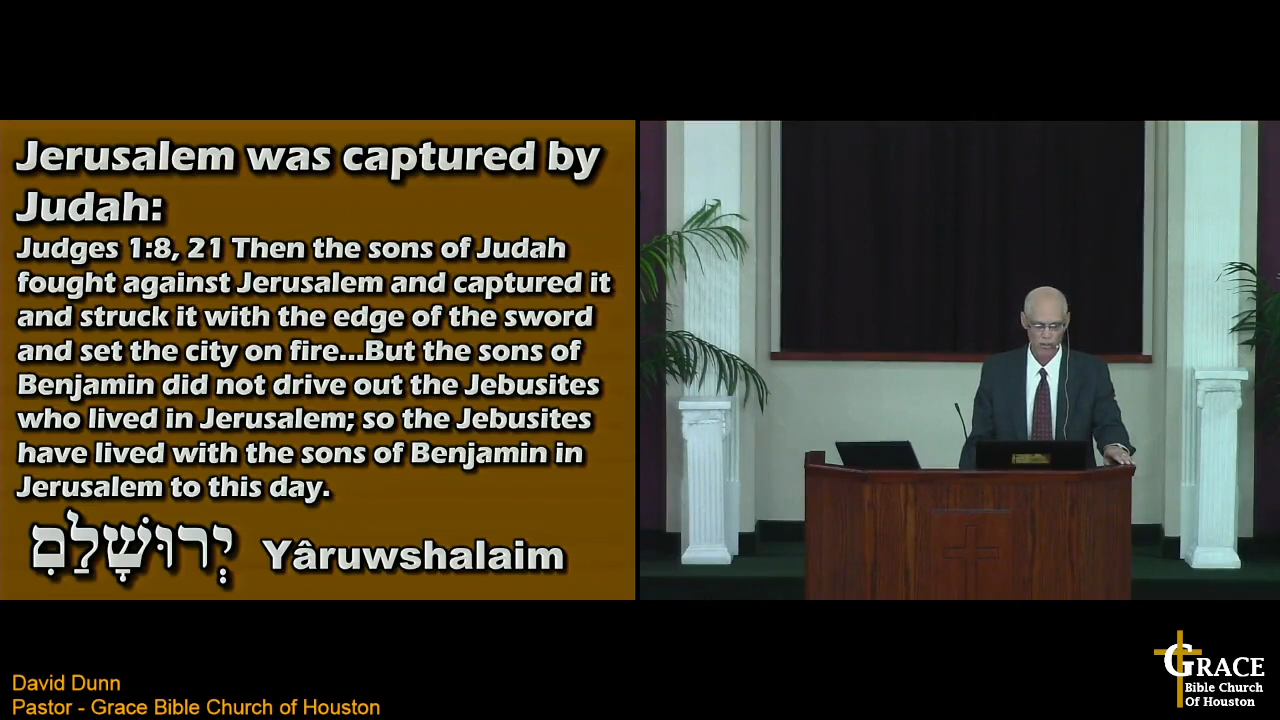 Jerusalem was captured by
Judah:
Judges 1:8, 21 Then the sons of Judah
fought against Jerusalem and captured it
and struck it with the edge of the sword
and set the city on fire...But the sons of
Benjamin did not drive out the Jebusites
who lived in Jerusalem; so the Jebusites
have lived with the sons of Benjamin in
Jerusalem to this day.
יְרוּשָׁלַםִ Yâruwshalaim
David Dunn
Pastor - Grace Bible Church of Houston
GRACE
Bible Church
Of Houston